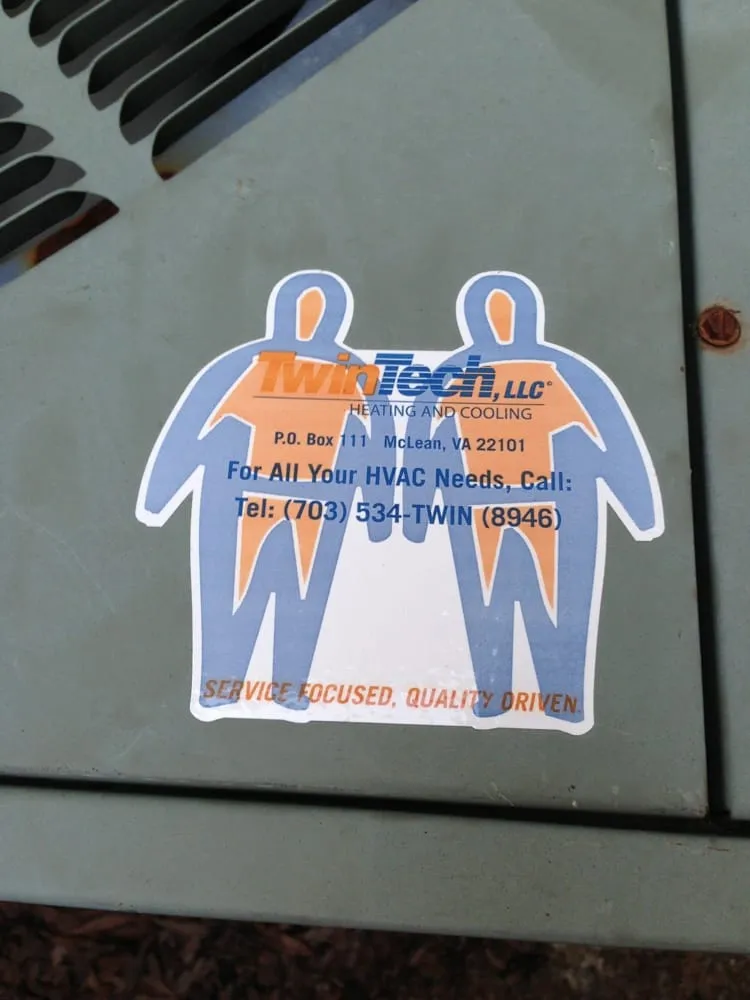 TwinTech, LLC
HEATING AND COOLING
P.O. Box 111 McLean, VA 22101
For All Your HVAC Needs, Call:
Tel: (703) 534-TWIN (8946)
SERVICE FOCUSED, QUALITY DRIVEN.